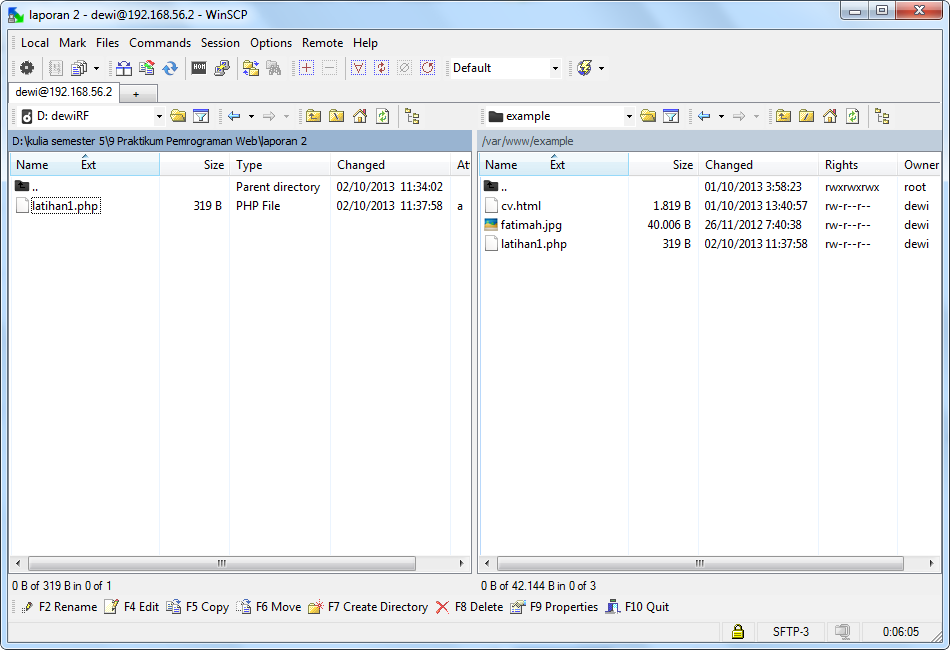 laporan 2 - dewi@192.168.56.2 - WinSCP
Local Mark Files Commands Session Options Remote Help
Default
dewi@192.168.56.2 +
D: dewiRF
example
D:\kulia semester 5\9 Praktikum Pemrograman Web\laporan 2
/var/www/example
Name Ext Size Type Changed At
.. Parent directory 02/10/2013 11:34:02
latihan1.php 319 B PHP File 02/10/2013 11:37:58 a
Name Ext Size Changed Rights Owner
.. 01/10/2013 3:58:23 rwxrwxrwx root
cv.html 1.819 B 01/10/2013 13:40:57 rw-r--r-- dewi
fatimah.jpg 40.006 B 26/11/2012 7:40:38 rw-r--r-- dewi
latihan1.php 319 B 02/10/2013 11:37:58 rw-r--r-- dewi
0 B of 319 B in 0 of 1
0 B of 42.144 B in 0 of 3
F2 Rename F4 Edit F5 Copy F6 Move F7 Create Directory F8 Delete F9 Properties F10 Quit
SFTP-3 0:06:05